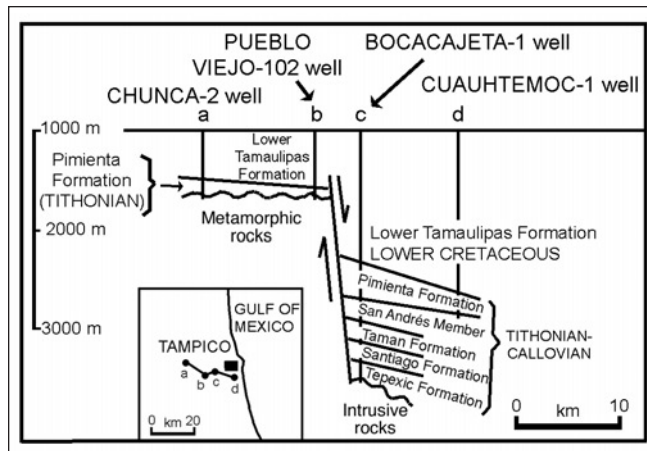 PUEBLO
VIEJO-102 well
BOCACAJETA-1 well
CHUNCA-2 well
CUAUHTEMOC-1 well
a
b
c
d
1000 m
Lower
Tamaulipas
Formation
Pimienta
Formation
(TITHONIAN)
2000 m
Metamorphic
rocks
Lower Tamaulipas Formation
LOWER CRETACEOUS
Pimienta Formation
San Andrés Member
Taman Formation
Santiago Formation
Tepexic Formation
TITHONIAN-
CALLOVIAN
3000 m
Intrusive
rocks
GULF OF
MEXICO
TAMPICO
a
b
c
d
km 20
0
0
10
km